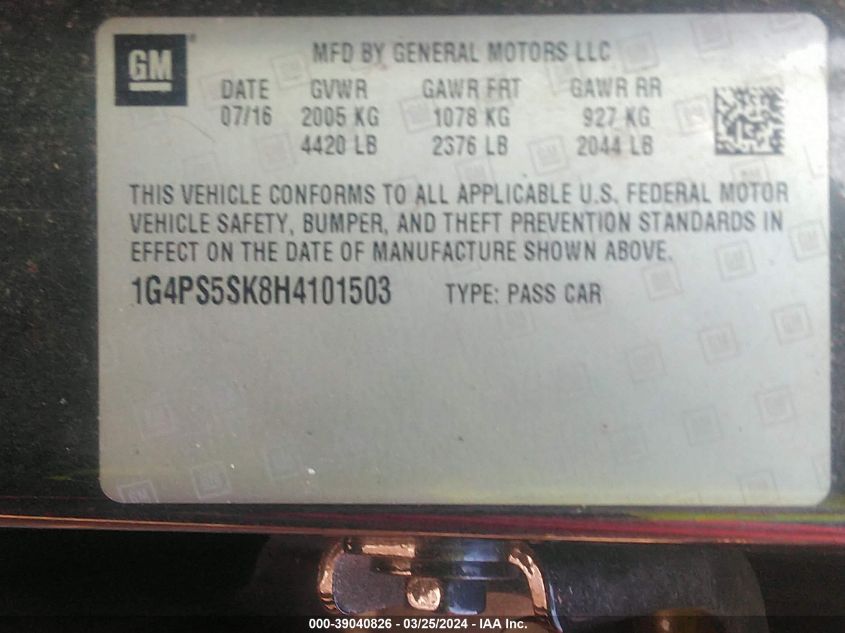 GM
MFD BY GENERAL MOTORS LLC
DATE GVWR GAWR FRT GAWR RR
07/16 2005 KG 1078 KG 927 KG
4420 LB 2376 LB 2044 LB
THIS VEHICLE CONFORMS TO ALL APPLICABLE U.S. FEDERAL MOTOR
VEHICLE SAFETY, BUMPER, AND THEFT PREVENTION STANDARDS IN
EFFECT ON THE DATE OF MANUFACTURE SHOWN ABOVE.
1G4PS5SK8H4101503 TYPE: PASS CAR
000-39040826 - 03/25/2024 - IAA Inc.